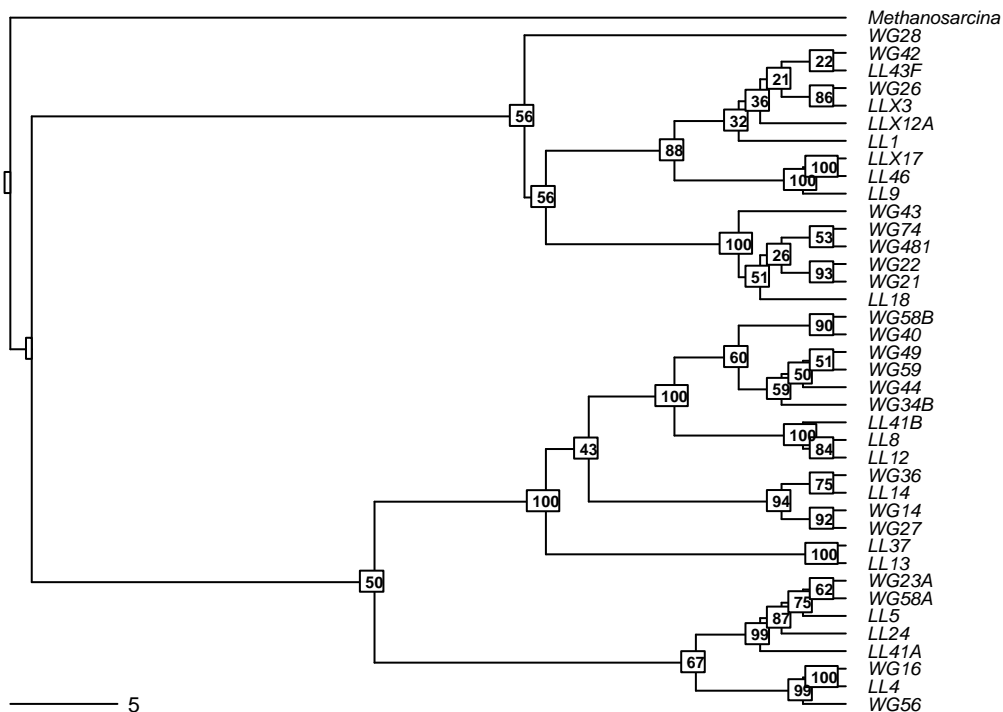 Methanosarcina
WG28
WG42
22
LL43F
21
WG26
36
86
LLX3
32
LLX12A
56
LL1
88
LLX17
100
LL46
100
LL9
56
WG43
WG74
53
100
WG481
26
WG22
51
93
WG21
LL18
WG58B
90
WG40
60
WG49
51
WG59
50
WG44
59
100
WG34B
LL41B
100
LL8
43
84
LL12
WG36
75
LL14
100
94
WG14
92
WG27
LL37
100
LL13
50
WG23A
62
WG58A
75
LL5
87
LL24
99
LL41A
67
WG16
100
LL4
99
WG56
5